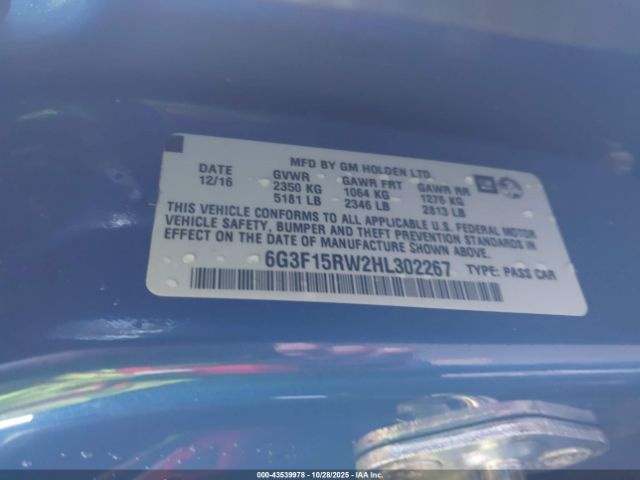 MFD BY GM HOLDEN LTD.
DATE GVWR GAWR FRT GAWR RR
12/16 2350 KG 1064 KG 1276 KG
5181 LB 2346 LB 2813 LB
THIS VEHICLE CONFORMS TO ALL APPLICABLE U.S. FEDERAL MOTOR
VEHICLE SAFETY, BUMPER AND THEFT PREVENTION STANDARDS IN
EFFECT ON THE DATE OF MANUFACTURE SHOWN ABOVE.
6G3F15RW2HL302267 TYPE: PASS CAR
000-43539978 - 10/28/2025 - IAAI.CA